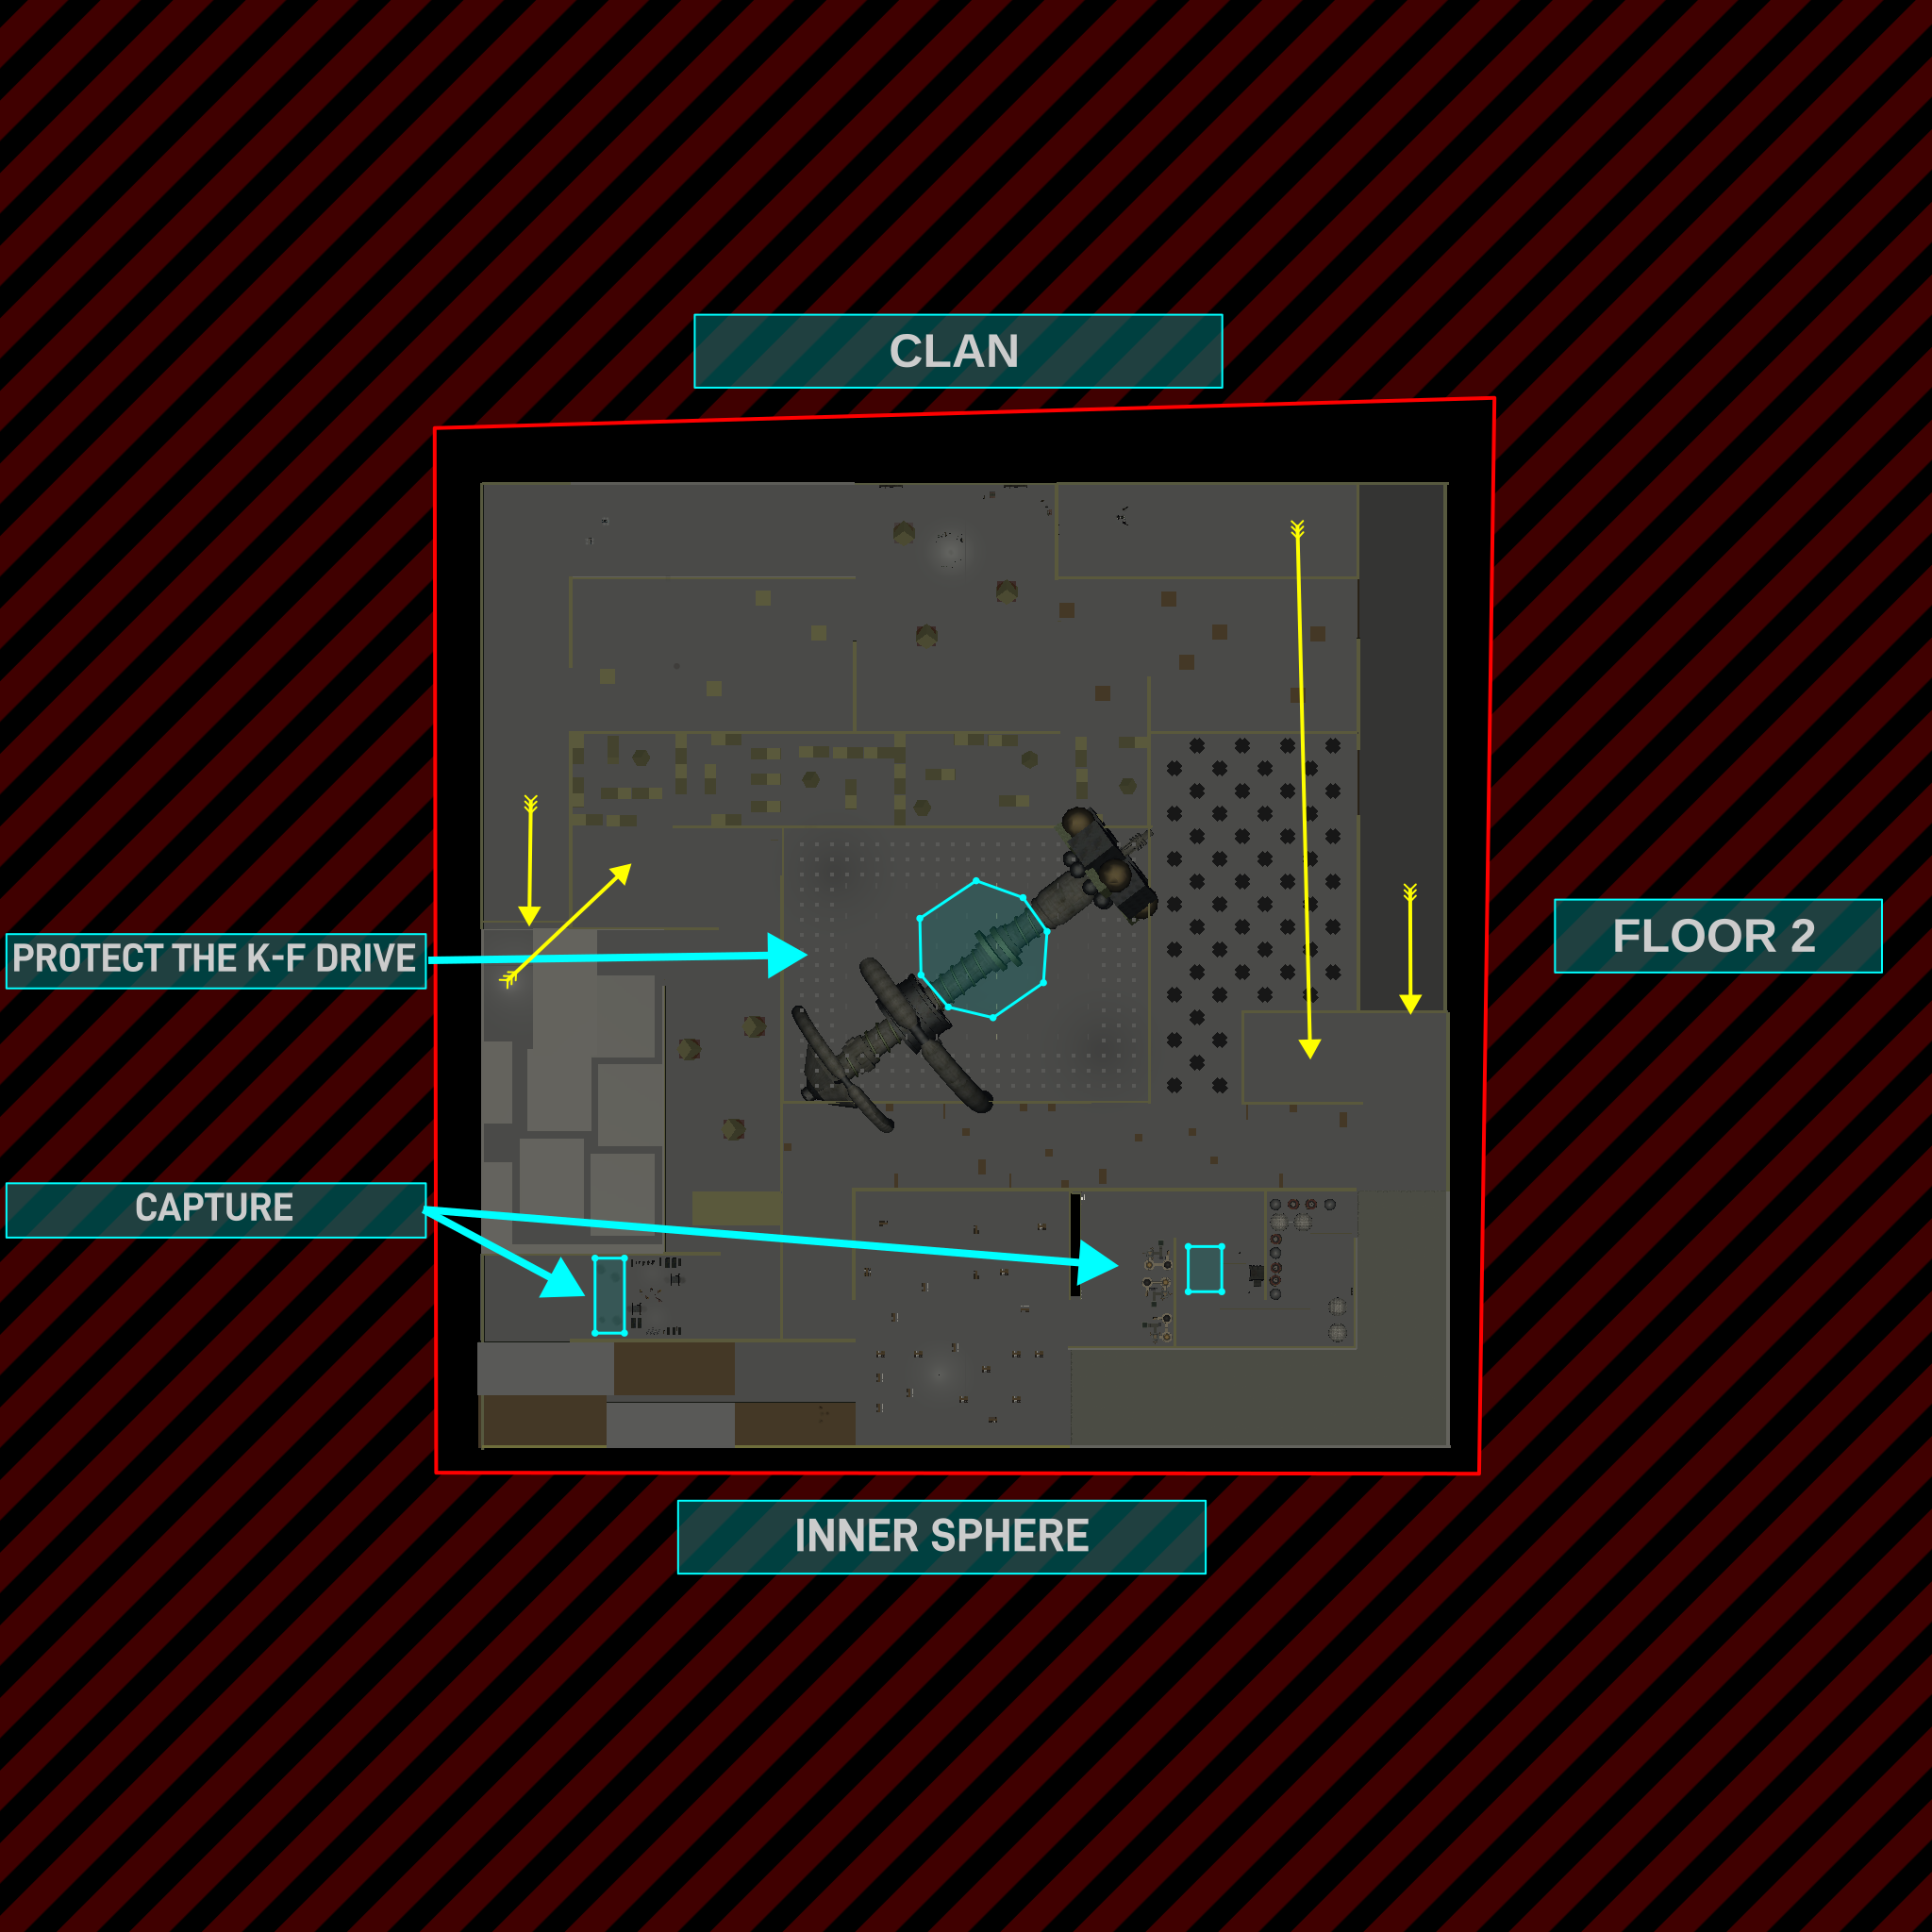 CLAN
PROTECT THE K-F DRIVE
FLOOR 2
CAPTURE
INNER SPHERE